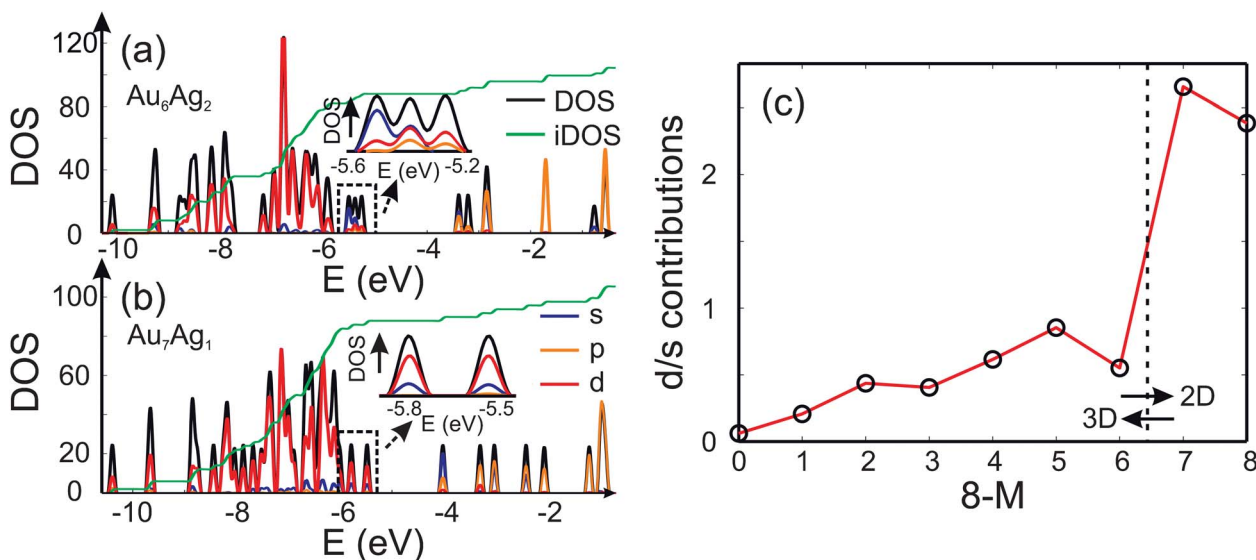 (a)
Au₆Ag₂
DOS
120
80
40
0
-10
-8
-6
-4
-2
E (eV)
DOS
iDOS
DOS
-5.6
E (eV)
-5.2
(b)
Au₇Ag₁
100
60
20
0
-10
-8
-6
-4
-2
DOS
E (eV)
s
p
d
DOS
-5.8
-5.5
E (eV)
(c)
d/s contributions
2
1
0
0 1 2 3 4 5 6 7 8
8-M
2D
3D